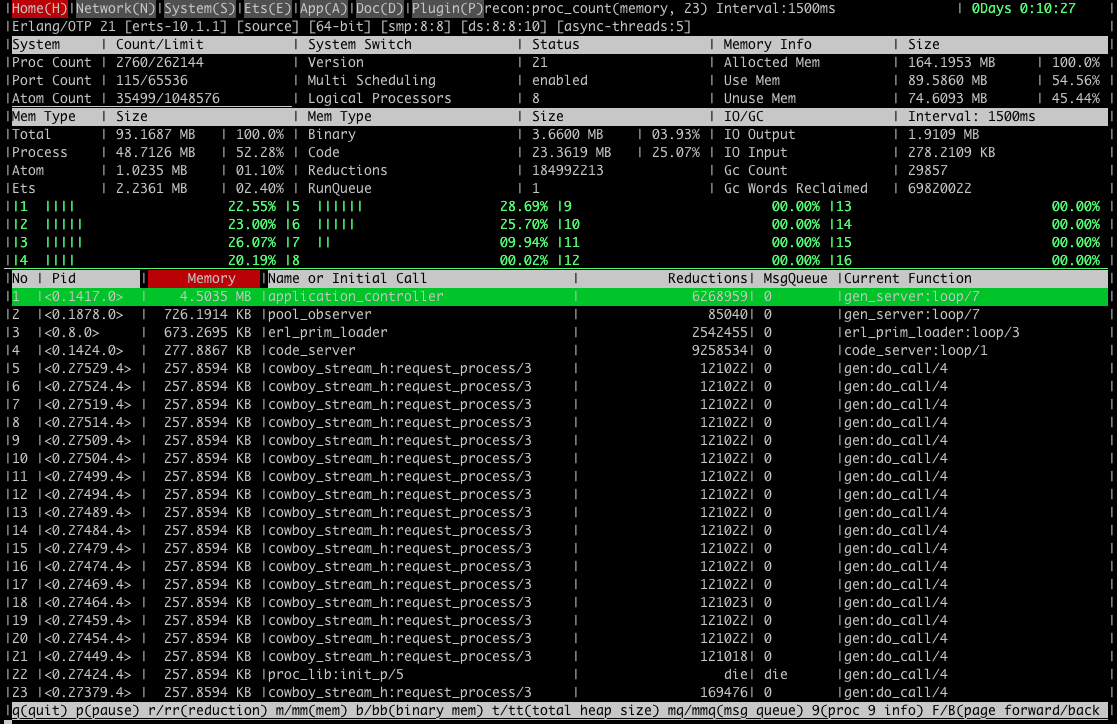 Home(H)| Network(N)| System(S)| Ets(E)| App(A)| Doc(D)| Plugin(P)recon:proc_count(memory, 23) Interval:1500ms | 0Days 0:10:27
Erlang/OTP 21 [erts-10.1.1] [source] [64-bit] [smp:8:8] [ds:8:8:10] [async-threads:5]
System | Count/Limit | System Switch | Status | Memory Info | Size
Proc Count | 2760/262144 | Version | 21 | Allocted Mem | 164.1953 MB | 100.0%
Port Count | 115/65536 | Multi Scheduling | enabled | Use Mem | 89.5860 MB | 54.56%
Atom Count | 35499/1048576 | Logical Processors | 8 | Unuse Mem | 74.6093 MB | 45.44%
Mem Type | Size | Mem Type | Size | IO/GC | Interval: 1500ms
Total | 93.1687 MB | 100.0% | Binary | 3.6600 MB | 03.93% | IO Output | 1.9109 MB
Process | 48.7126 MB | 52.28% | Code | 23.3619 MB | 25.07% | IO Input | 278.2109 KB
Atom | 1.0235 MB | 01.10% | Reductions | 184992213 | Gc Count | 29857
Ets | 2.2361 MB | 02.40% | RunQueue | 1 | Gc Words Reclaimed | 6982022
|1 |||| 22.55% |5 |||||| 28.69% |9 00.00% |13 00.00%
|2 ||||| 23.00% |6 ||||| 25.70% |10 00.00% |14 00.00%
|3 ||||| 26.07% |7 || 09.94% |11 00.00% |15 00.00%
|4 |||| 20.19% |8 00.02% |12 00.00% |16 00.00%
No | Pid | Memory |Name or Initial Call | Reductions| MsgQueue |Current Function
1 |<0.1417.0> | 4.5035 MB |application_controller | 6268959| 0 |gen_server:loop/7
2 |<0.1878.0> | 726.1914 KB |pool_observer | 85040| 0 |gen_server:loop/7
3 |<0.8.0> | 673.2695 KB |erl_prim_loader | 2542455| 0 |erl_prim_loader:loop/3
4 |<0.1424.0> | 277.8867 KB |code_server | 9258534| 0 |code_server:loop/1
5 |<0.27529.4> | 257.8594 KB |cowboy_stream_h:request_process/3 | 121022| 0 |gen:do_call/4
6 |<0.27524.4> | 257.8594 KB |cowboy_stream_h:request_process/3 | 121022| 0 |gen:do_call/4
7 |<0.27519.4> | 257.8594 KB |cowboy_stream_h:request_process/3 | 121022| 0 |gen:do_call/4
8 |<0.27514.4> | 257.8594 KB |cowboy_stream_h:request_process/3 | 121022| 0 |gen:do_call/4
9 |<0.27509.4> | 257.8594 KB |cowboy_stream_h:request_process/3 | 121022| 0 |gen:do_call/4
10 |<0.27504.4> | 257.8594 KB |cowboy_stream_h:request_process/3 | 121022| 0 |gen:do_call/4
11 |<0.27499.4> | 257.8594 KB |cowboy_stream_h:request_process/3 | 121022| 0 |gen:do_call/4
12 |<0.27494.4> | 257.8594 KB |cowboy_stream_h:request_process/3 | 121022| 0 |gen:do_call/4
13 |<0.27489.4> | 257.8594 KB |cowboy_stream_h:request_process/3 | 121022| 0 |gen:do_call/4
14 |<0.27484.4> | 257.8594 KB |cowboy_stream_h:request_process/3 | 121022| 0 |gen:do_call/4
15 |<0.27479.4> | 257.8594 KB |cowboy_stream_h:request_process/3 | 121022| 0 |gen:do_call/4
16 |<0.27474.4> | 257.8594 KB |cowboy_stream_h:request_process/3 | 121022| 0 |gen:do_call/4
17 |<0.27469.4> | 257.8594 KB |cowboy_stream_h:request_process/3 | 121022| 0 |gen:do_call/4
18 |<0.27464.4> | 257.8594 KB |cowboy_stream_h:request_process/3 | 121023| 0 |gen:do_call/4
19 |<0.27459.4> | 257.8594 KB |cowboy_stream_h:request_process/3 | 121022| 0 |gen:do_call/4
20 |<0.27454.4> | 257.8594 KB |cowboy_stream_h:request_process/3 | 121022| 0 |gen:do_call/4
21 |<0.27449.4> | 257.8594 KB |cowboy_stream_h:request_process/3 | 121018| 0 |gen:do_call/4
22 |<0.27424.4> | 257.8594 KB |proc_lib:init_p/5 | die| die |gen:do_call/4
23 |<0.27379.4> | 257.8594 KB |cowboy_stream_h:request_process/3 | 169476| 0 |gen:do_call/4
q(quit) p(pause) r/rr(reduction) m/mm(mem) b/bb(binary mem) t/tt(total heap size) mq/mmq(msg queue) 9(proc 9 info) F/B(page forward/back